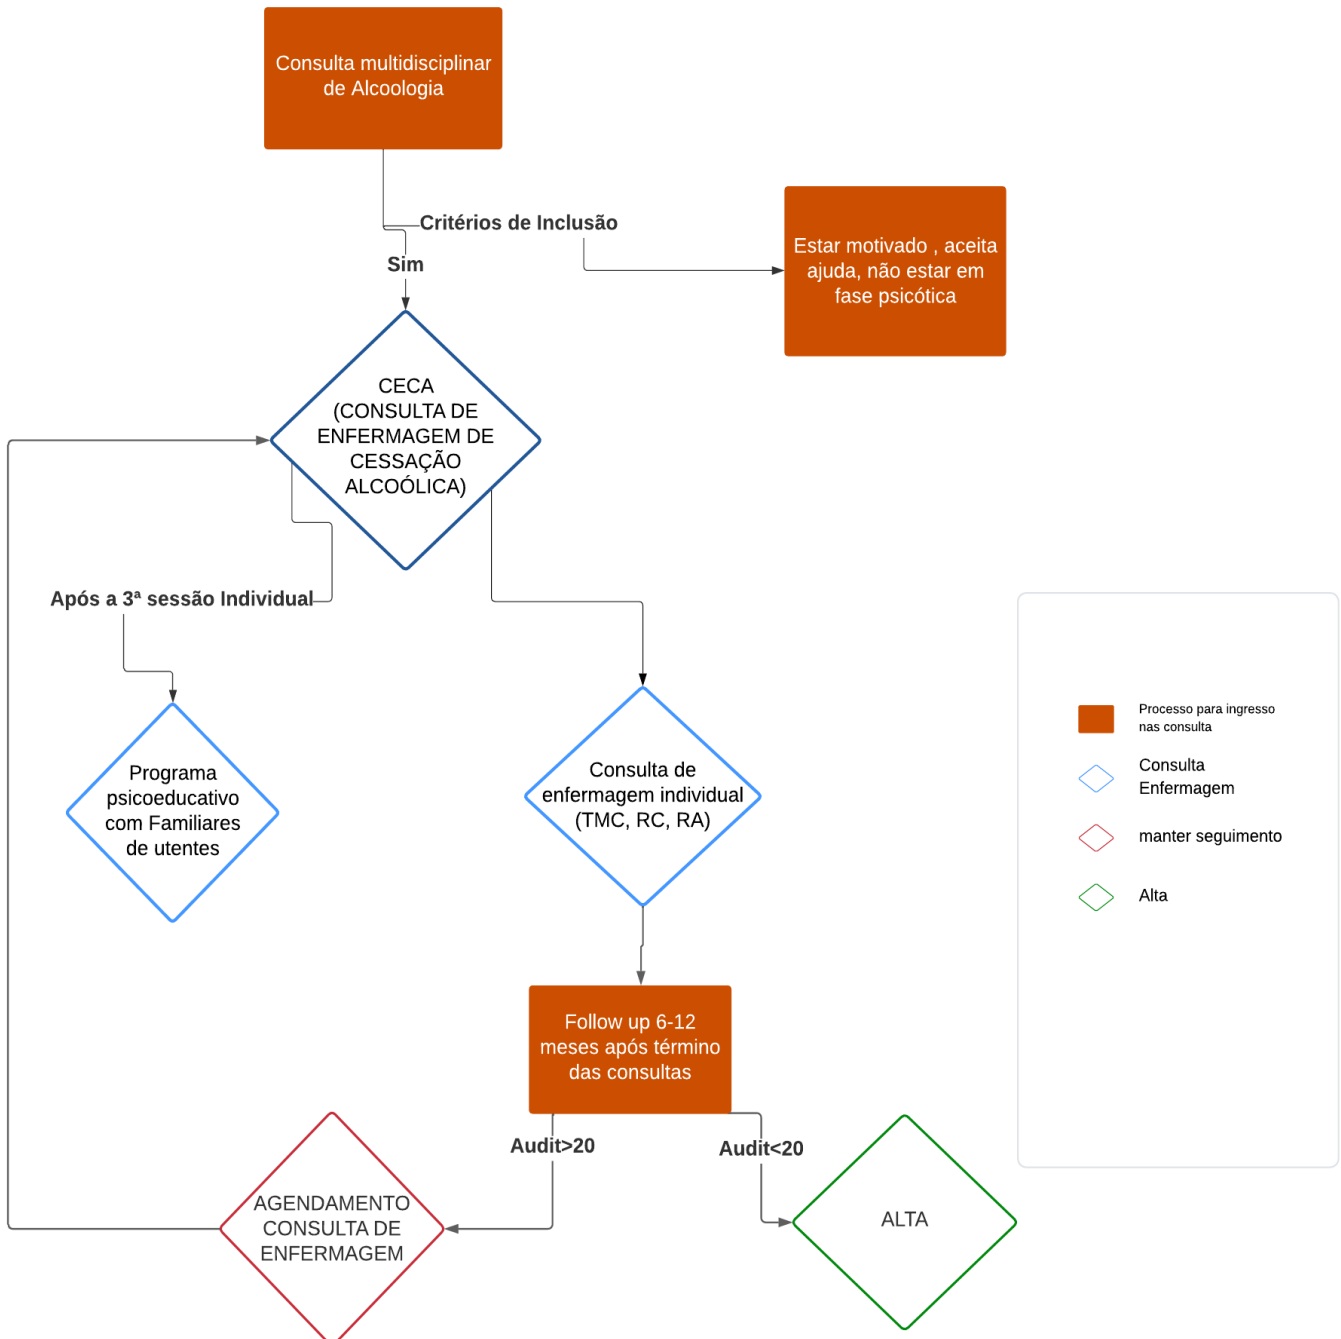 Consulta multidisciplinar
de Alcoologia
Critérios de Inclusão
Estar motivado , aceita
ajuda, não estar em
fase psicótica
Sim
CECA
(CONSULTA DE
ENFERMAGEM DE
CESSAÇÃO
ALCOÓLICA)
Após a 3ª sessão Individual
Programa
psicoeducativo
com Familiares
de utentes
Consulta de
enfermagem individual
(TMC, RC, RA)
Follow up 6-12
meses após término
das consultas
Audit>20
Audit<20
AGENDAMENTO
CONSULTA DE
ENFERMAGEM
ALTA
Processo para ingresso
nas consulta
Consulta
Enfermagem
manter seguimento
Alta